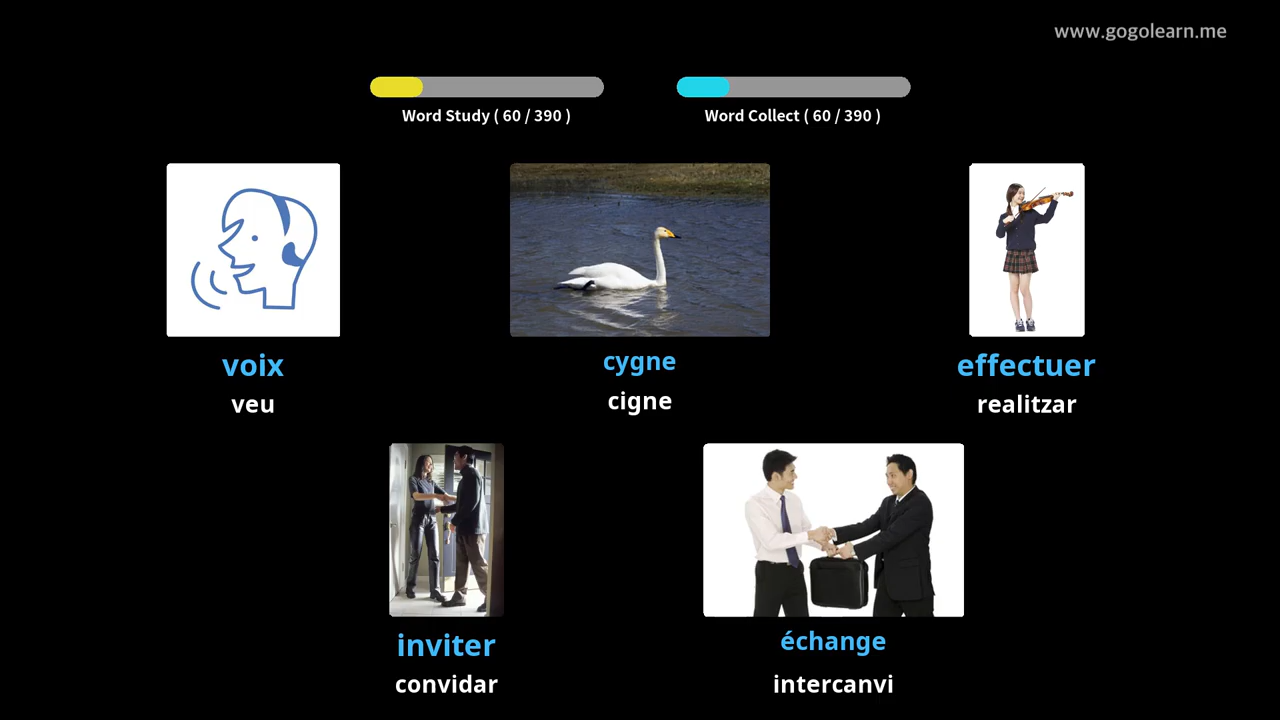 www.gogolearn.me
Word Study ( 60 / 390 )
Word Collect ( 60 / 390 )
voix
veu
cygne
cigne
effectuer
realitzar
inviter
convidar
échange
intercanvi